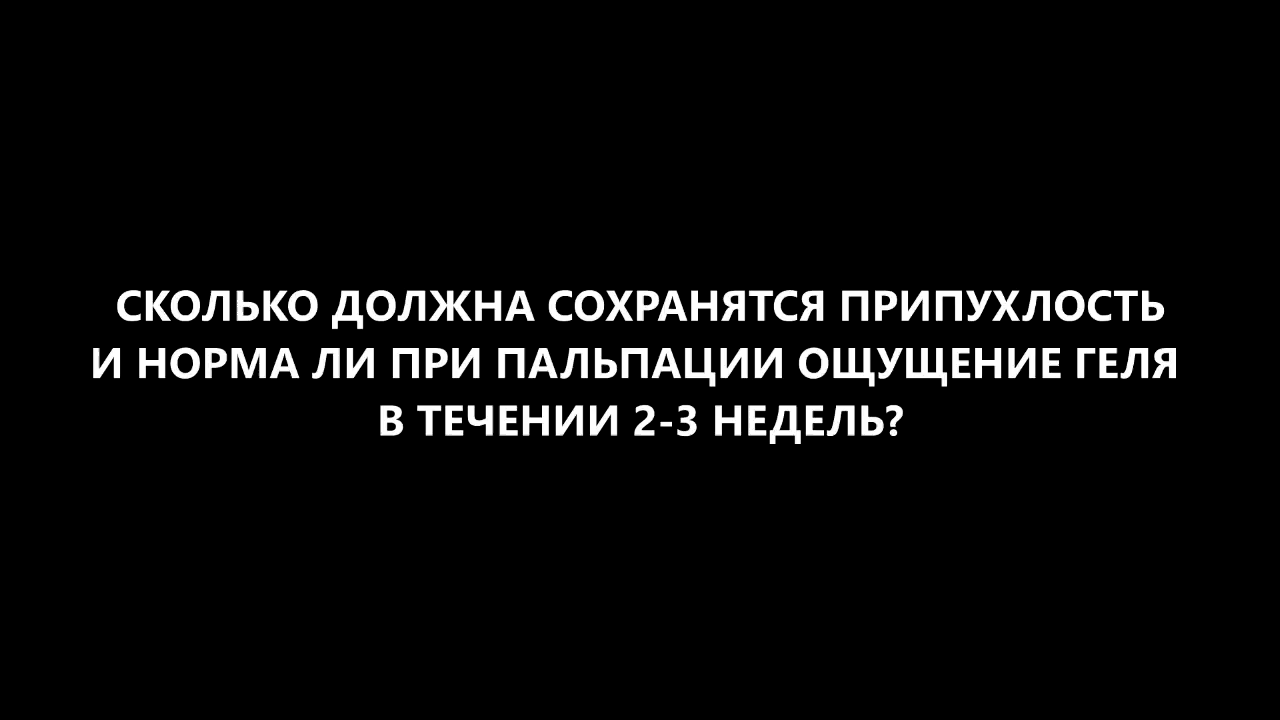 СКОЛЬКО ДОЛЖНА СОХРАНЯТСЯ ПРИПУХЛОСТЬ
И НОРМА ЛИ ПРИ ПАЛЬПАЦИИ ОЩУЩЕНИЕ ГЕЛЯ
В ТЕЧЕНИИ 2-3 НЕДЕЛЬ?